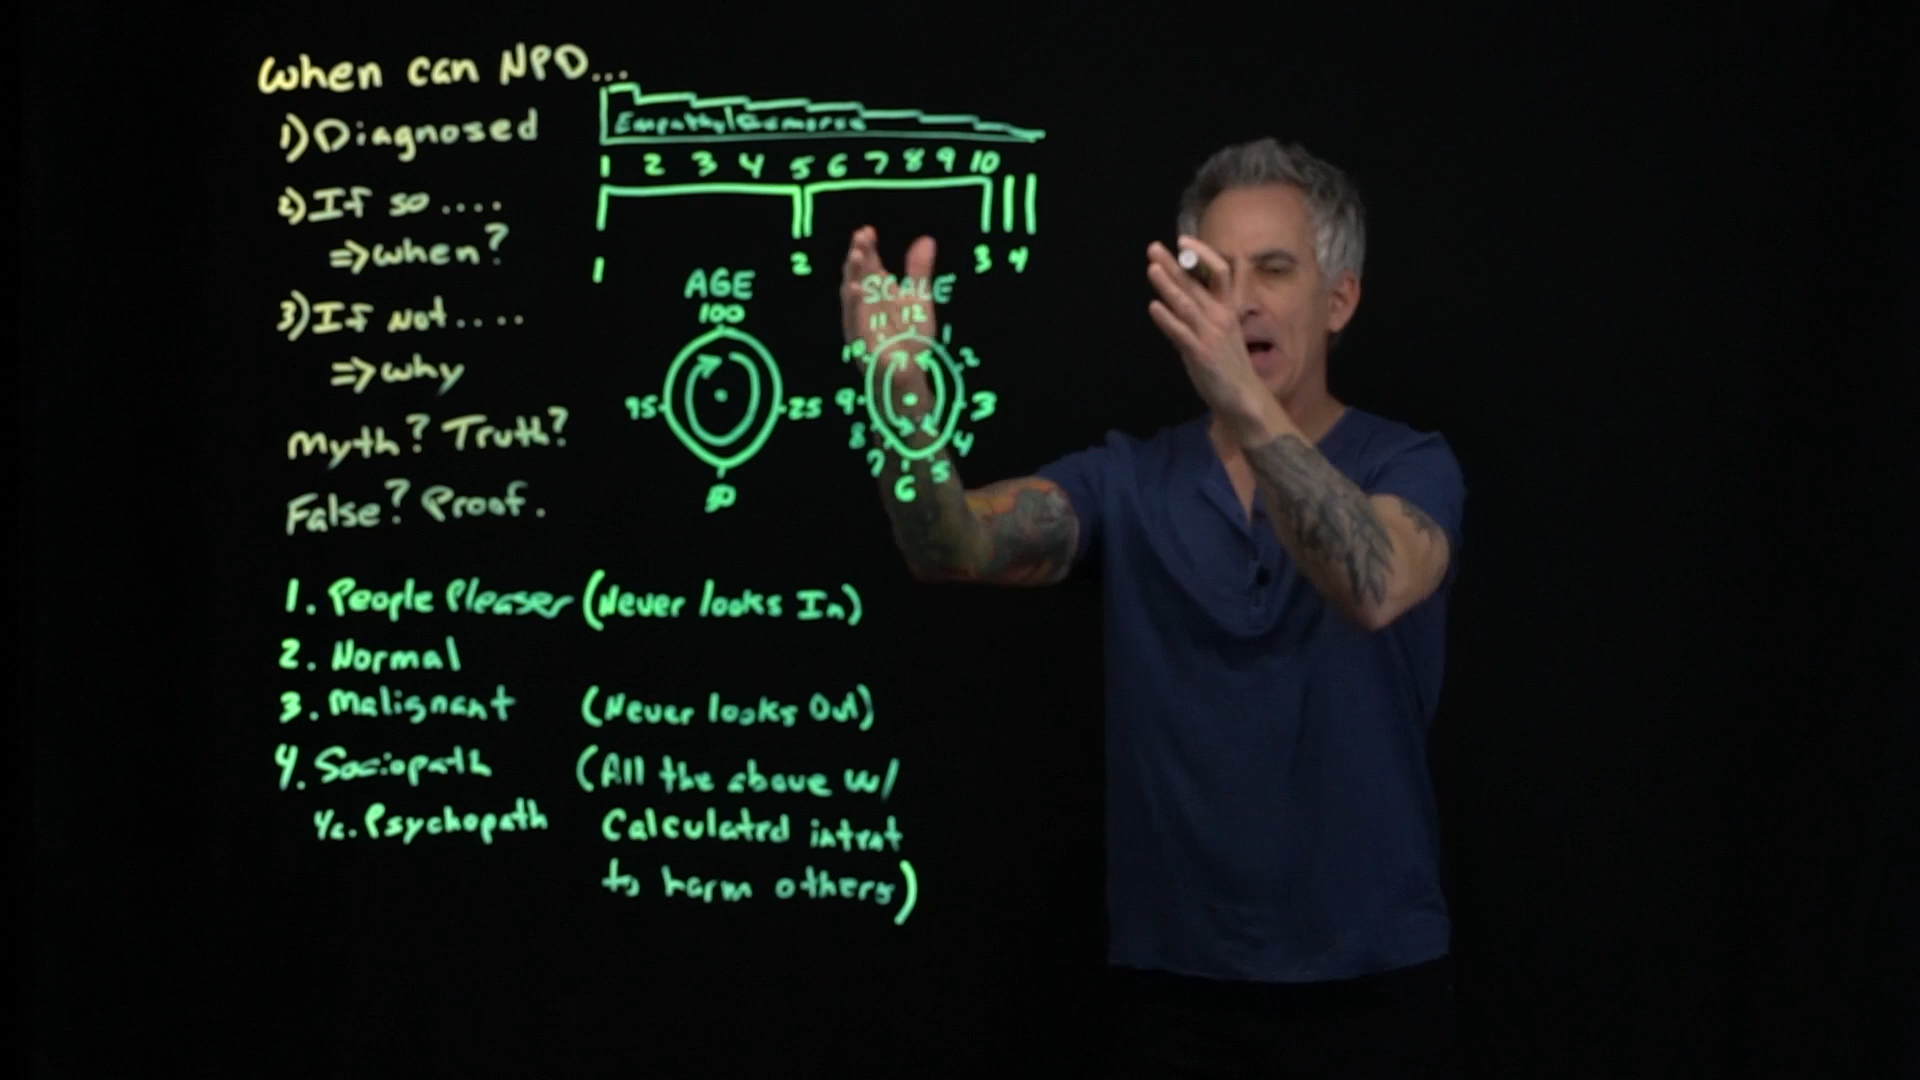 When can NPD...
1) Diagnosed
2) If so....
=> when?
3) If Not....
=> why
Myth? Truth?
False? Proof.
Empathy/Remorse
1 2 3 4 5 6 7 8 9 10
1 2 3 4
AGE
100
95 25
50
SCALE
11 12 1
10 2
9 3
8 4
7 6 5
1. People Pleaser (Never looks In)
2. Normal
3. Malignant (Never looks Out)
4. Sociopath (All the above w/
4a. Psychopath Calculated intent
to harm others)